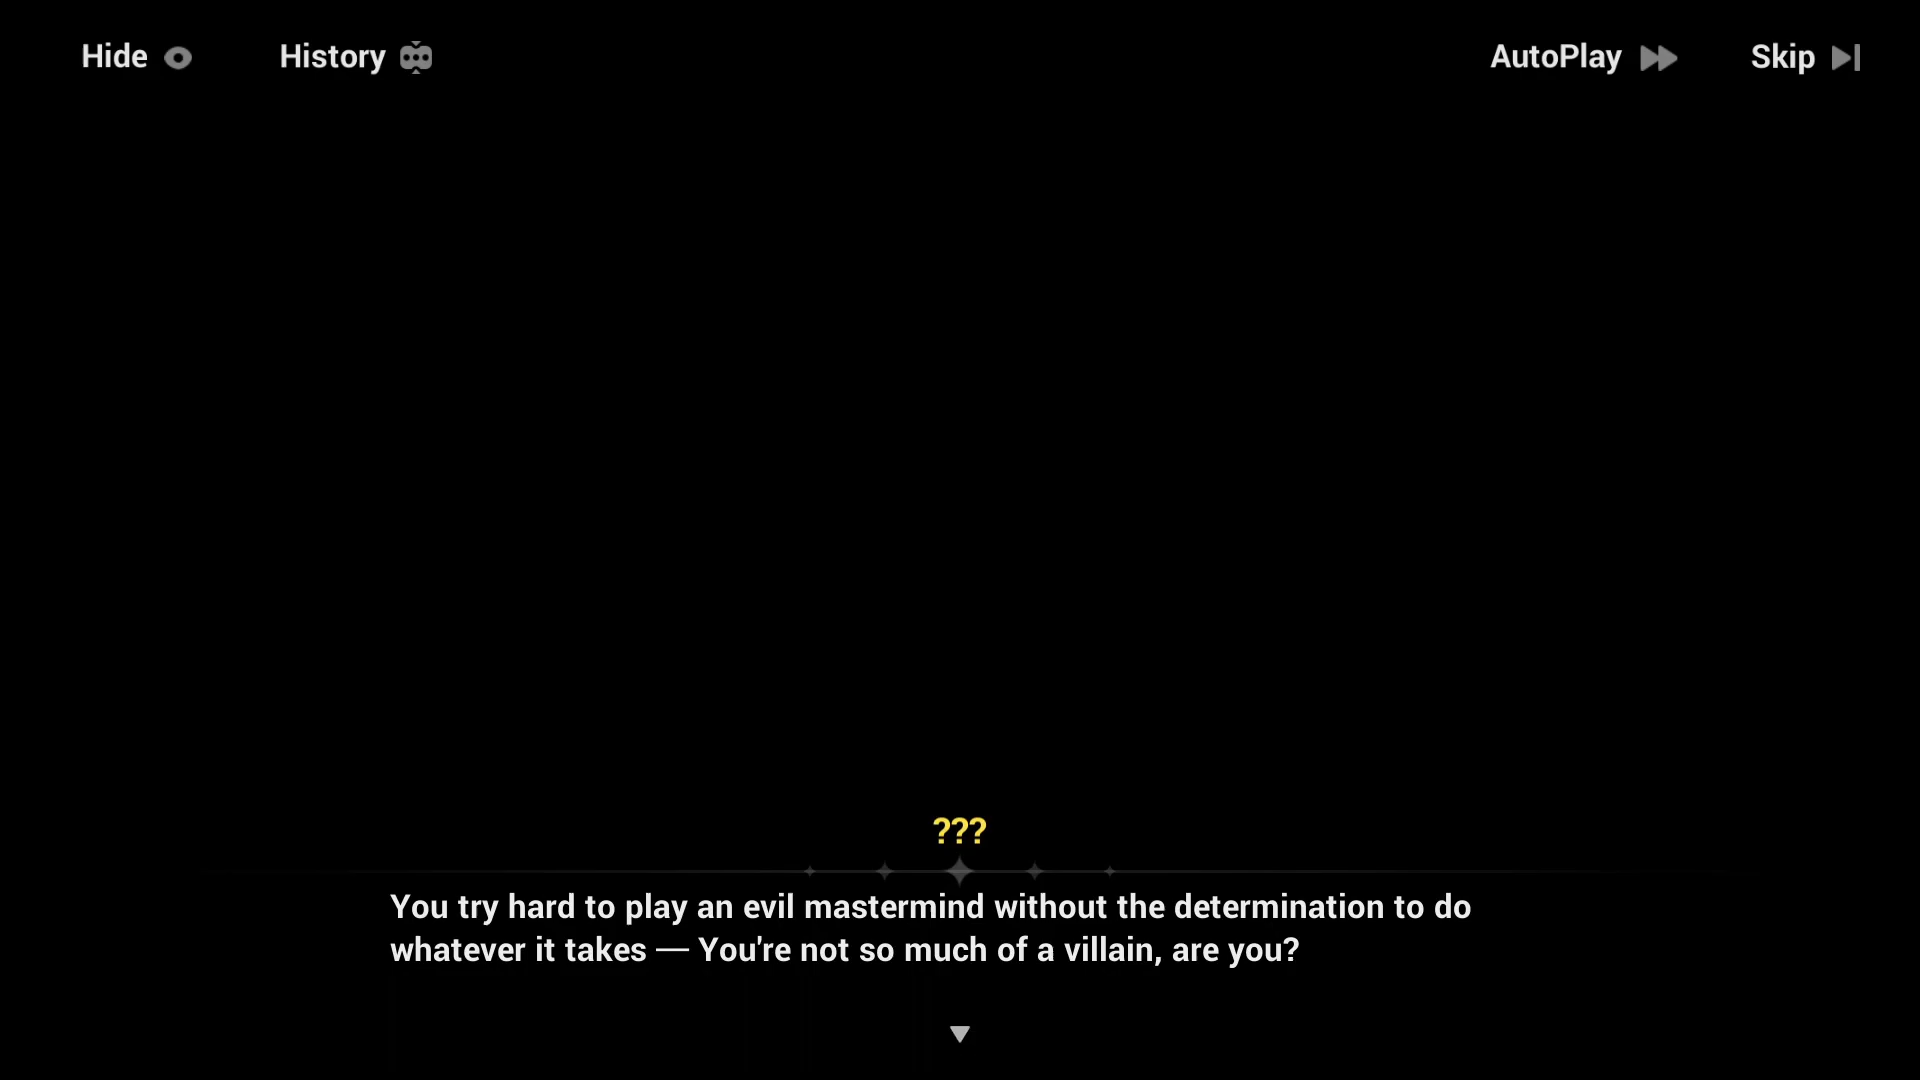 Hide
History
AutoPlay
Skip
???
You try hard to play an evil mastermind without the determination to do
whatever it takes — You're not so much of a villain, are you?